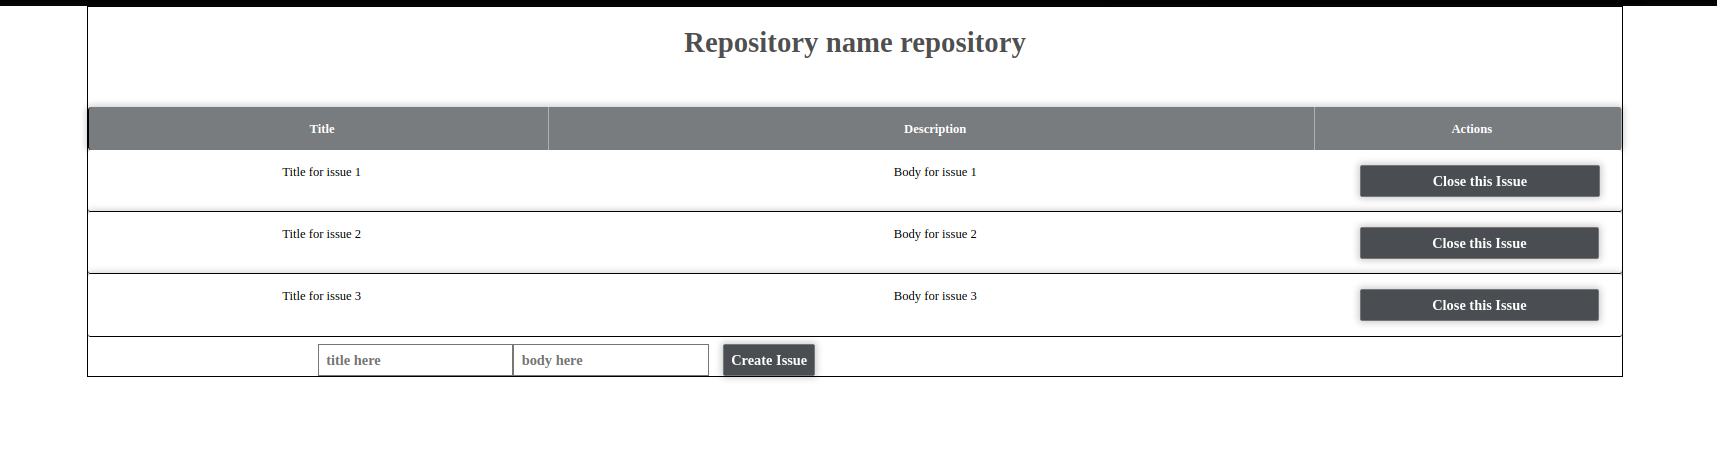 Repository name repository
Title Description Actions
Title for issue 1 Body for issue 1 Close this Issue
Title for issue 2 Body for issue 2 Close this Issue
Title for issue 3 Body for issue 3 Close this Issue
title here body here Create Issue